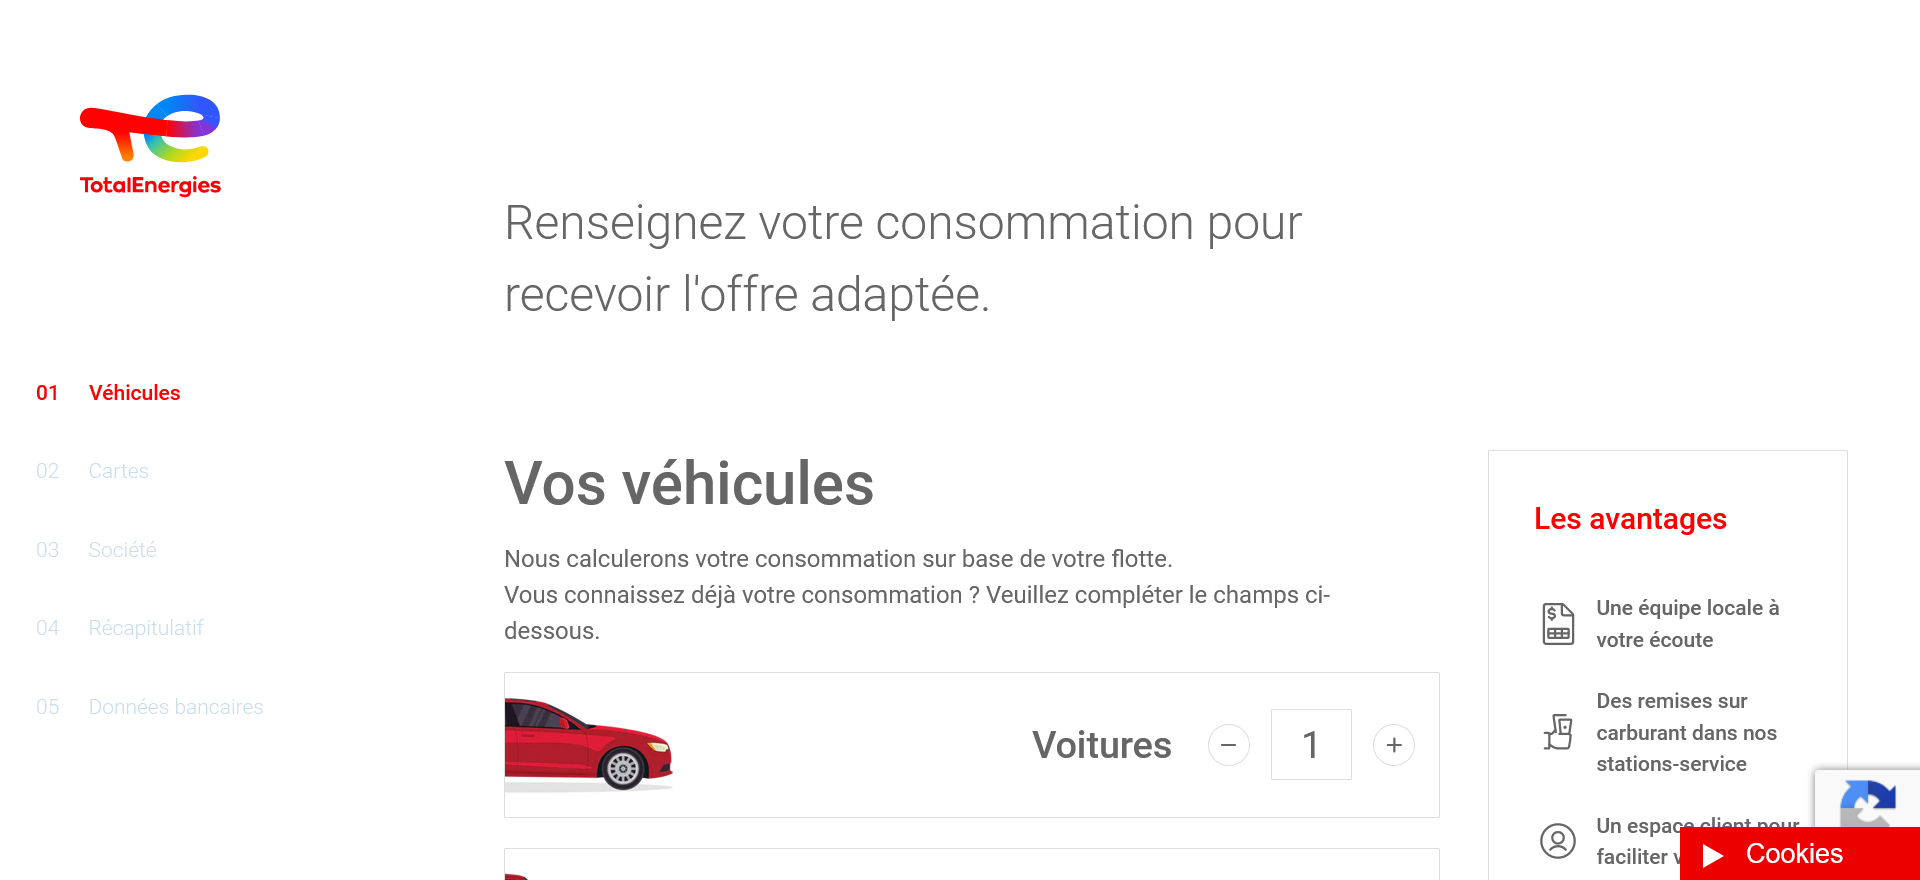 TotalEnergies
Renseignez votre consommation pour
recevoir l'offre adaptée.
01 Véhicules
02 Cartes
03 Société
04 Récapitulatif
05 Données bancaires
Vos véhicules
Nous calculerons votre consommation sur base de votre flotte.
Vous connaissez déjà votre consommation ? Veuillez compléter le champs ci-
dessous.
Voitures − 1 +
Les avantages
Une équipe locale à
votre écoute
Des remises sur
carburant dans nos
stations-service
Un espace client pour
faciliter
Cookies